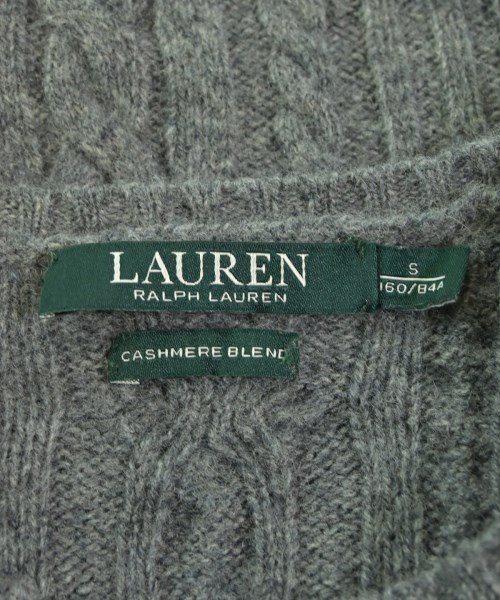 LAUREN
RALPH LAUREN
S
160/84A
CASHMERE BLEND